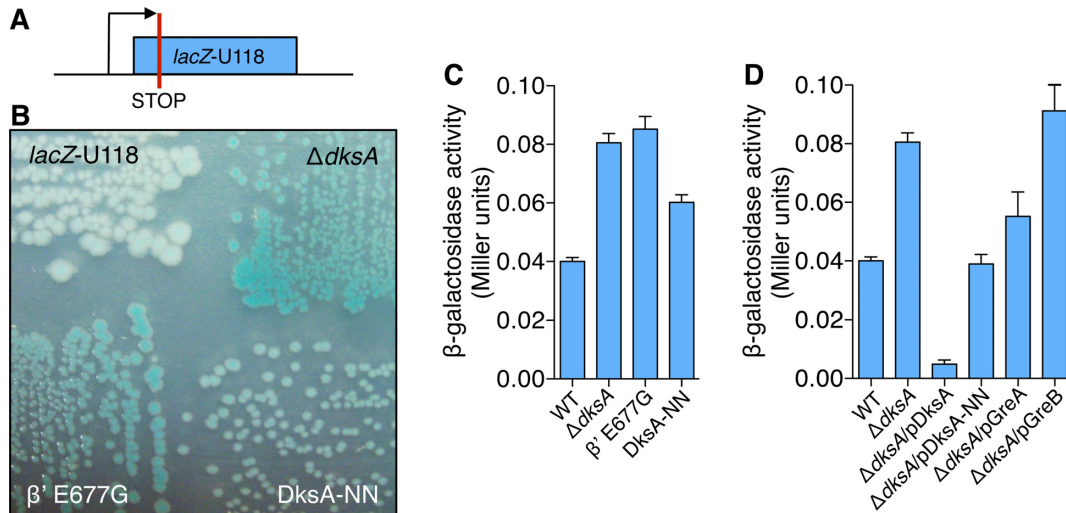 A
lacZ-U118
STOP
B
lacZ-U118
ΔdksA
β’ E677G
DksA-NN
C
β-galactosidase activity
(Miller units)
0.10
0.08
0.06
0.04
0.02
0.00
WT
ΔdksA
β’ E677G
DksA-NN
D
β-galactosidase activity
(Miller units)
0.10
0.08
0.06
0.04
0.02
0.00
WT
ΔdksA
ΔdksA/pDksA
ΔdksA/pDksA-NN
ΔdksA/pGreA
ΔdksA/pGreB